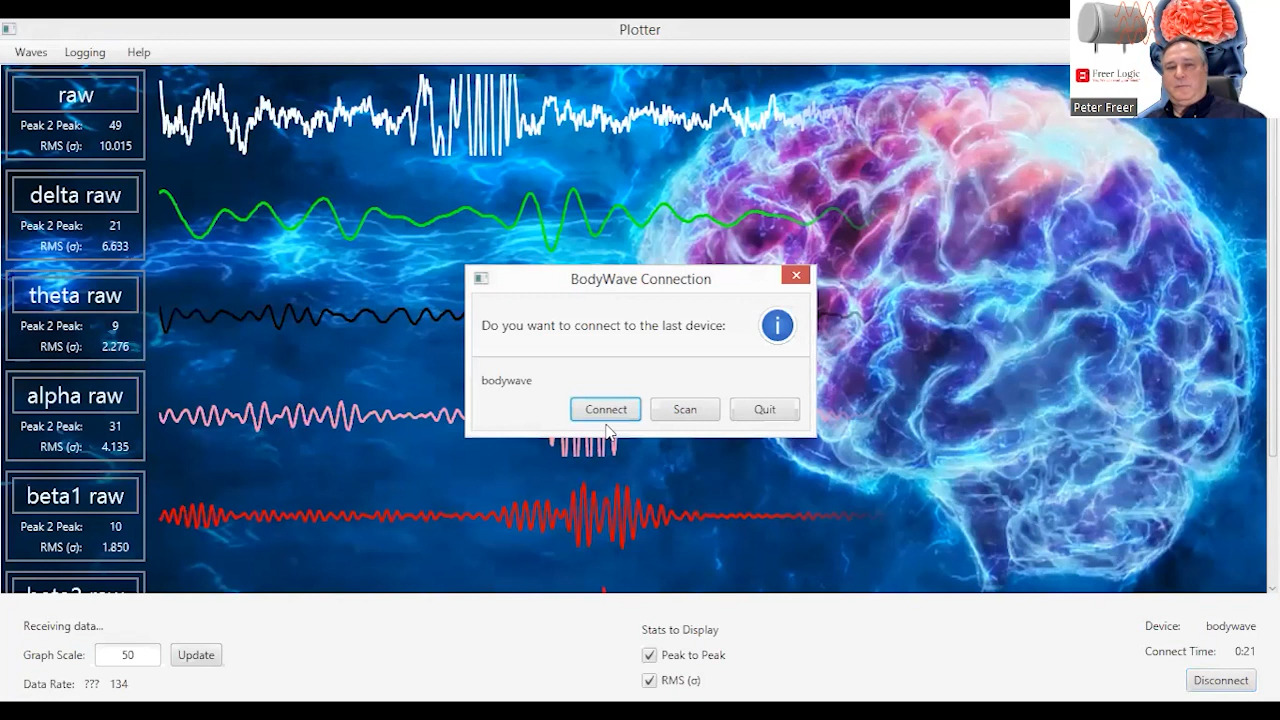 Plotter
Waves Logging Help
Freer Logic
Peter Freer
raw
Peak 2 Peak: 49
RMS (σ): 10.015
delta raw
Peak 2 Peak: 21
RMS (σ): 6.633
theta raw
Peak 2 Peak: 9
RMS (σ): 2.276
alpha raw
Peak 2 Peak: 31
RMS (σ): 4.135
beta1 raw
Peak 2 Peak: 10
RMS (σ): 1.850
BodyWave Connection
Do you want to connect to the last device:
bodywave
Connect Scan Quit
Receiving data...
Graph Scale: 50 Update
Data Rate: ??? 134
Stats to Display
Peak to Peak
RMS (σ)
Device: bodywave
Connect Time: 0:21
Disconnect